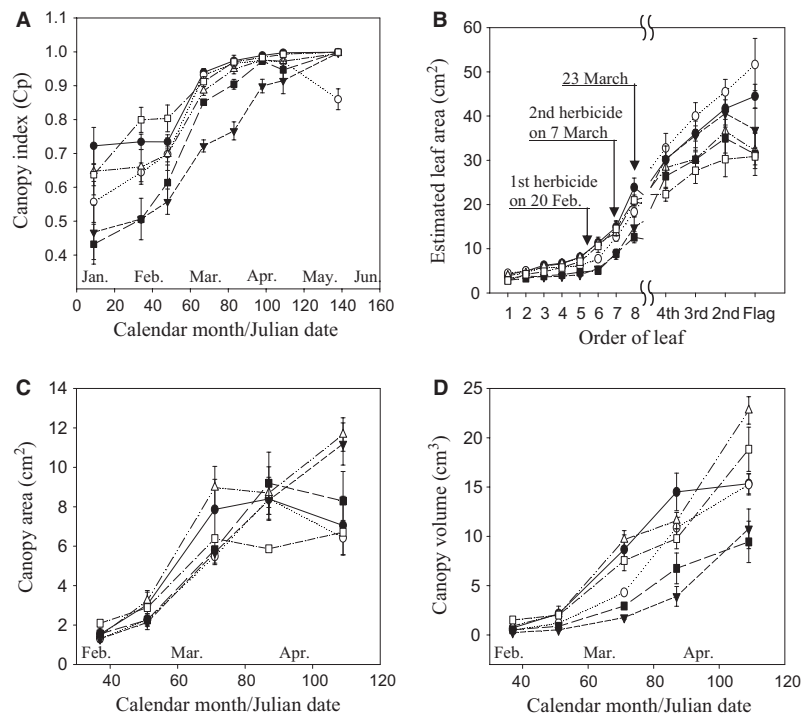 A
Canopy index (Cp)
1.0
0.9
0.8
0.7
0.6
0.5
0.4
Jan. Feb. Mar. Apr. May. Jun.
0 20 40 60 80 100 120 140 160
Calendar month/Julian date
B
Estimated leaf area (cm²)
60
50
40
30
20
10
0
23 March
2nd herbicide
on 7 March
1st herbicide
on 20 Feb.
1 2 3 4 5 6 7 8 4th 3rd 2nd Flag
Order of leaf
C
Canopy area (cm²)
14
12
10
8
6
4
2
0
Feb. Mar. Apr.
40 60 80 100 120
Calendar month/Julian date
D
Canopy volume (cm³)
25
20
15
10
5
0
Feb. Mar. Apr.
40 60 80 100 120
Calendar month/Julian date